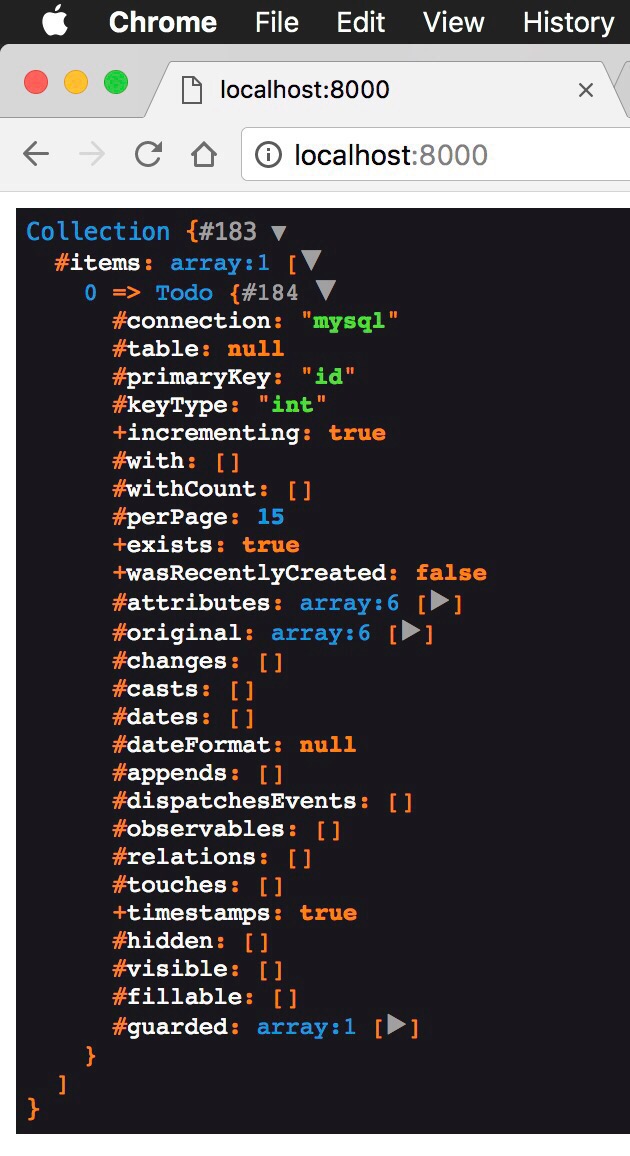 Chrome File Edit View History
localhost:8000
localhost:8000
Collection {#183 ▼
#items: array:1 [▼
0 => Todo {#184 ▼
#connection: "mysql"
#table: null
#primaryKey: "id"
#keyType: "int"
+incrementing: true
#with: []
#withCount: []
#perPage: 15
+exists: true
+wasRecentlyCreated: false
#attributes: array:6 [▶]
#original: array:6 [▶]
#changes: []
#casts: []
#dates: []
#dateFormat: null
#appends: []
#dispatchesEvents: []
#observables: []
#relations: []
#touches: []
+timestamps: true
#hidden: []
#visible: []
#fillable: []
#guarded: array:1 [▶]
}
]
}